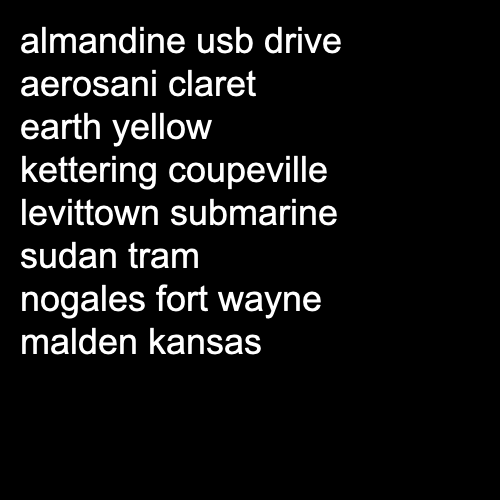 almandine usb drive
aerosani claret
earth yellow
kettering coupeville
levittown submarine
sudan tram
nogales fort wayne
malden kansas